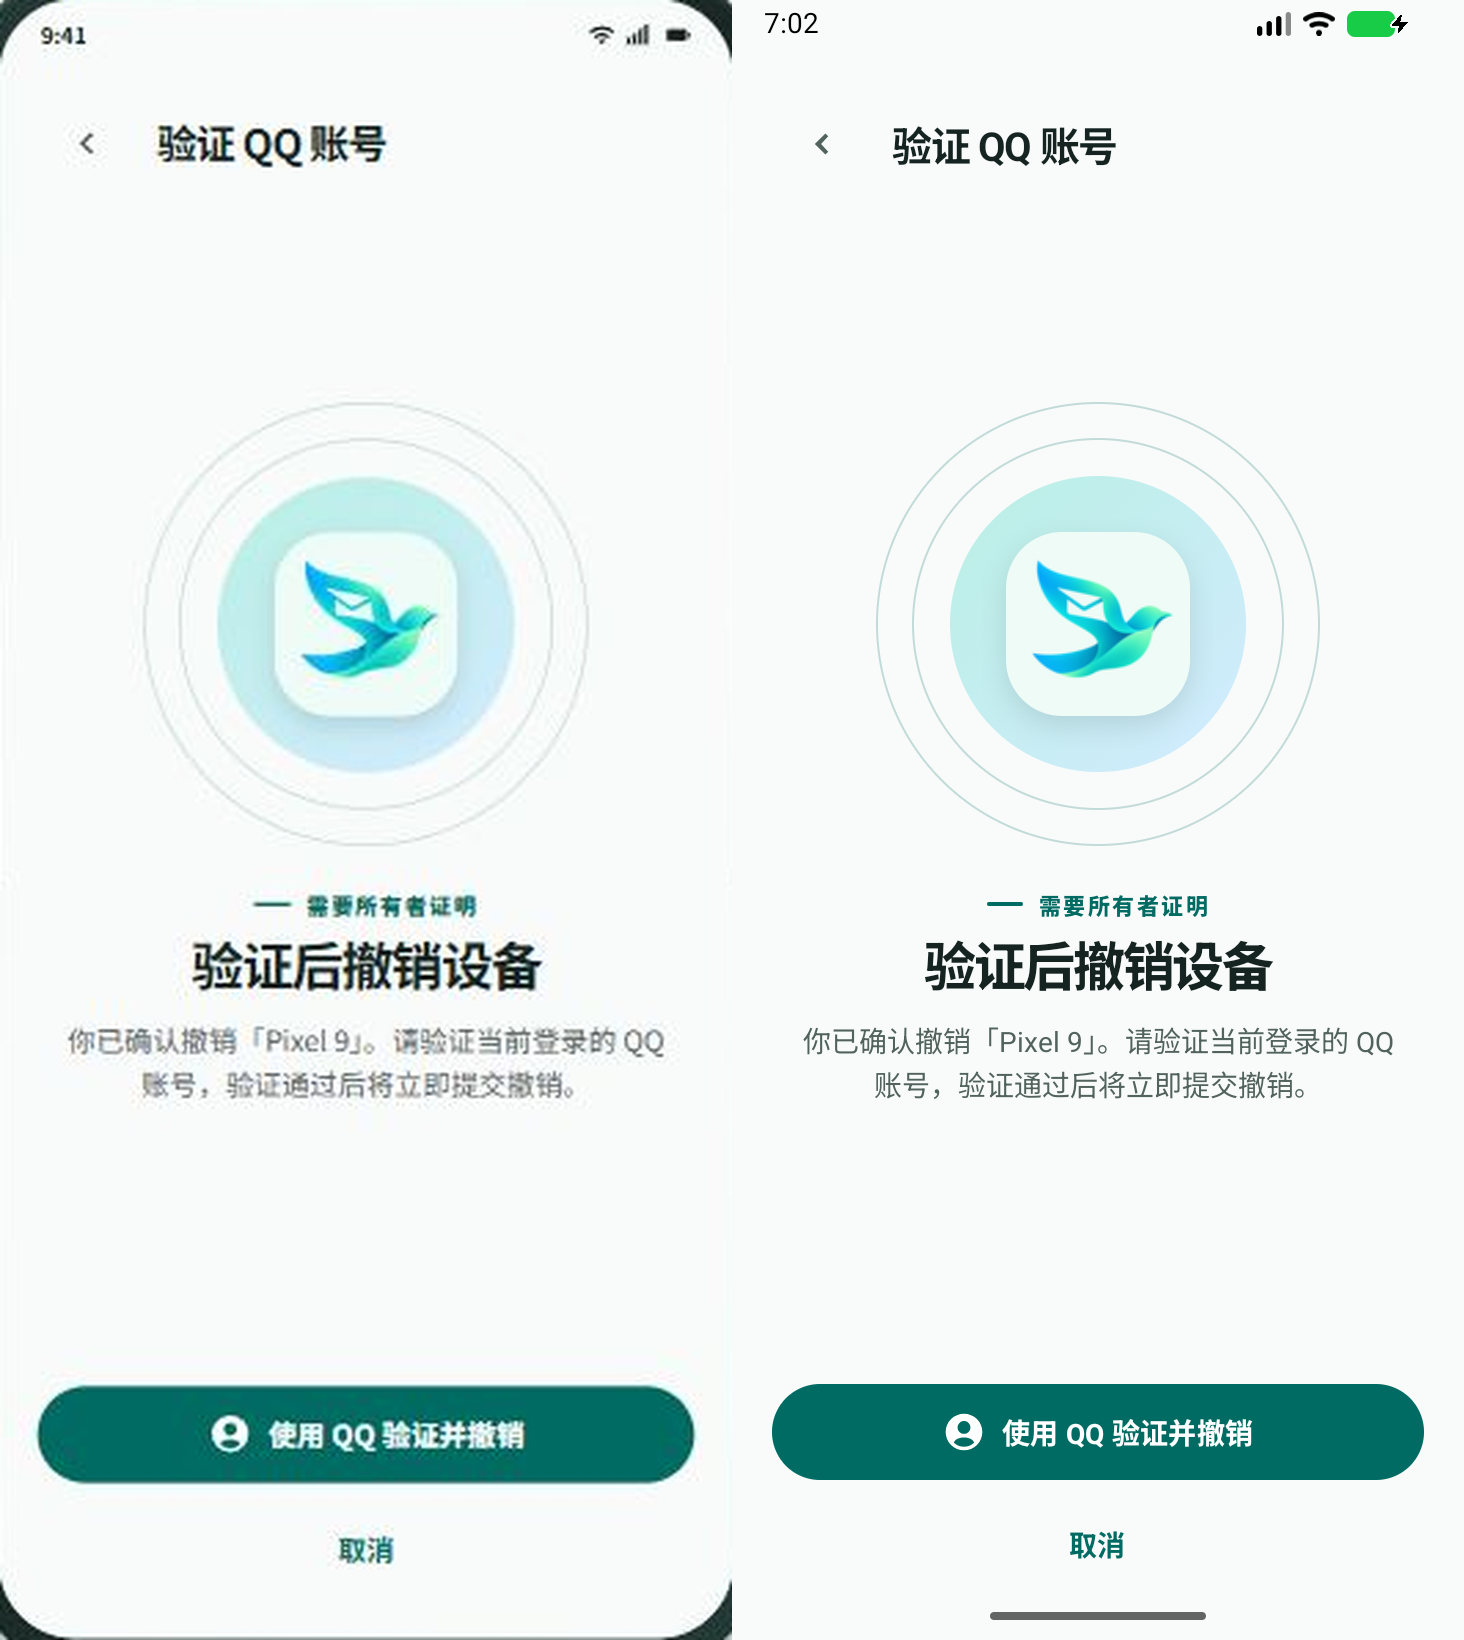 9:41
验证 QQ 账号
需要所有者证明
验证后撤销设备
你已确认撤销「Pixel 9」。请验证当前登录的 QQ
账号，验证通过后将立即提交撤销。
使用 QQ 验证并撤销
取消
7:02
验证 QQ 账号
需要所有者证明
验证后撤销设备
你已确认撤销「Pixel 9」。请验证当前登录的 QQ
账号，验证通过后将立即提交撤销。
使用 QQ 验证并撤销
取消